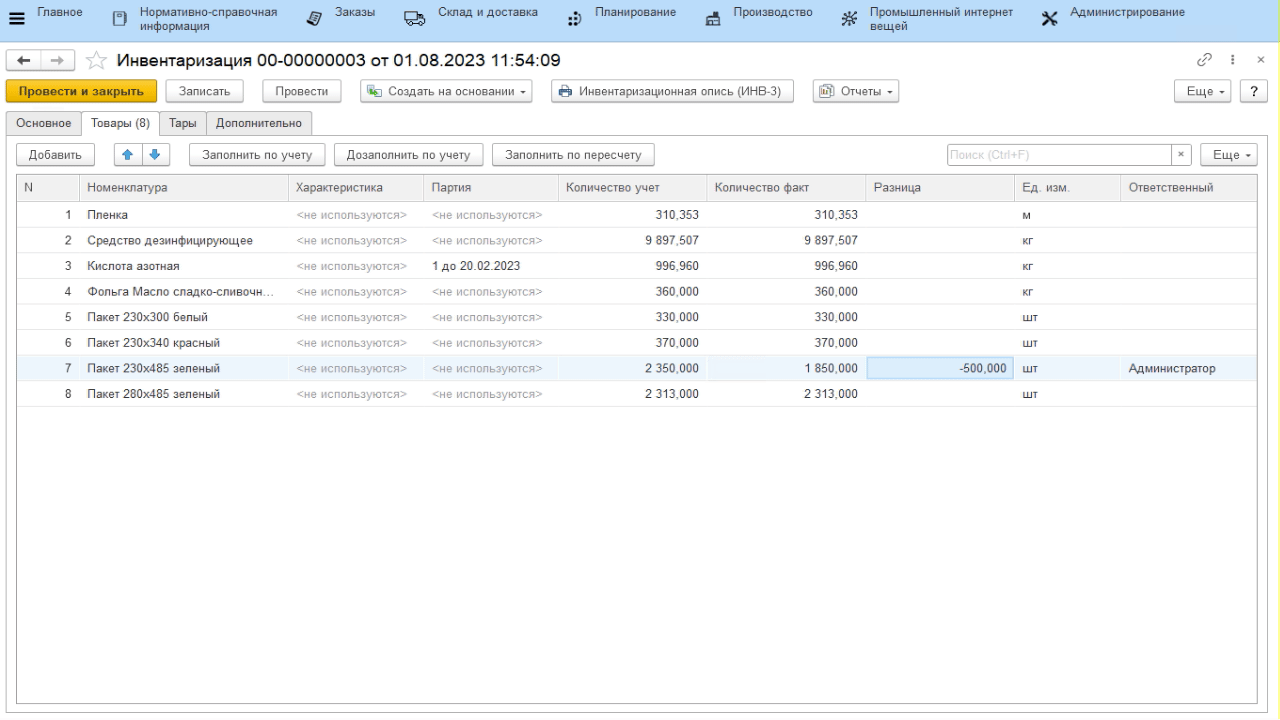 Главное
Нормативно-справочная
информация
Заказы
Склад и доставка
Планирование
Производство
Промышленный интернет
вещей
Администрирование
Инвентаризация 00-00000003 от 01.08.2023 11:54:09
Провести и закрыть Записать Провести Создать на основании Инвентаризационная опись (ИНВ-3) Отчеты Еще ?
Основное Товары (8) Тары Дополнительно
Добавить Заполнить по учету Дозаполнить по учету Заполнить по пересчету Поиск (Ctrl+F) × Еще
N Номенклатура Характеристика Партия Количество учет Количество факт Разница Ед. изм. Ответственный
1 Пленка <не используются> <не используются> 310,353 310,353 м
2 Средство дезинфицирующее <не используются> <не используются> 9 897,507 9 897,507 кг
3 Кислота азотная <не используются> 1 до 20.02.2023 996,960 996,960 кг
4 Фольга Масло сладко-сливочн... <не используются> <не используются> 360,000 360,000 кг
5 Пакет 230х300 белый <не используются> <не используются> 330,000 330,000 шт
6 Пакет 230х340 красный <не используются> <не используются> 370,000 370,000 шт
7 Пакет 230х485 зеленый <не используются> <не используются> 2 350,000 1 850,000 -500,000 шт Администратор
8 Пакет 280х485 зеленый <не используются> <не используются> 2 313,000 2 313,000 шт